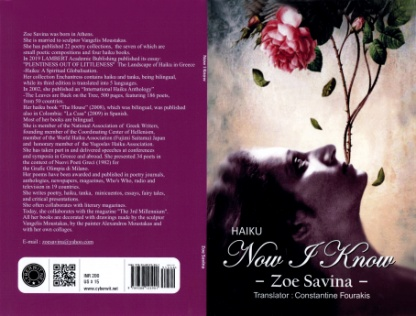 Zoe Savina was born in Athens.
She is married to sculptor Vangelis Moustakas.
She has published 22 poetry collections, the seven of which are
small poetic compositions and four haiku books.
In 2019 LAMBERT Academic Publishing published its essay:
"PLENTINESS OUT OF LITTLENESS" The Landscape of Haiku in Greece
-Haiku: A Spiritual Globalisation.
Her collection Enchantress contains haiku and tanka, being bilingual,
while its third edition is translated into 5 languages.
In 2002, she published an "International Haiku Anthology"
-The Leaves are Back on the Tree, 500 pages, featuring 186 poets,
from 50 countries.
Her haiku book "The House" (2008), which was bilingual, was published
also in Colombia "La Casa" (2009) in Spanish.
Most of her books are bilingual.
She is member of National Association of Greek Writers,
founding member of the Coordinating Center of Hellenism,
member of the World Haiku Association (Fujimi Saitama) Japan
and honorary member of the Yugoslav Haiku Association.
She has taken part in and delivered speeches at conferences
and symposia in Greece and abroad. She presented 34 poets in the
context of Nuovi Poeti Greci (1982) for
the Grafic Olimpia di Milano.
Her poems have been awarded and published in poetry journals,
anthologies, newspapers, magazines, Who's Who, radio and
television in 19 countries.
She writes poetry, haiku, tanka, minicuentos, essays, fairy tales,
and critical presentations.
She often collaborates with literary magazines.
Today, she collaborates with the magazine "The 3rd Millennium".
All her books are decorated with drawings made by the sculptor
Vangelis Moustakas, by the painter Alexandros Moustakas and
with her own collages.
E-mail : zoesavina@yahoo.com
INR 200
US $ 15
www.cyberwit.net
Now I Know
Zoe Savina
HAIKU
Now I Know
- Zoe Savina -
Translator : Constantine Fourakis